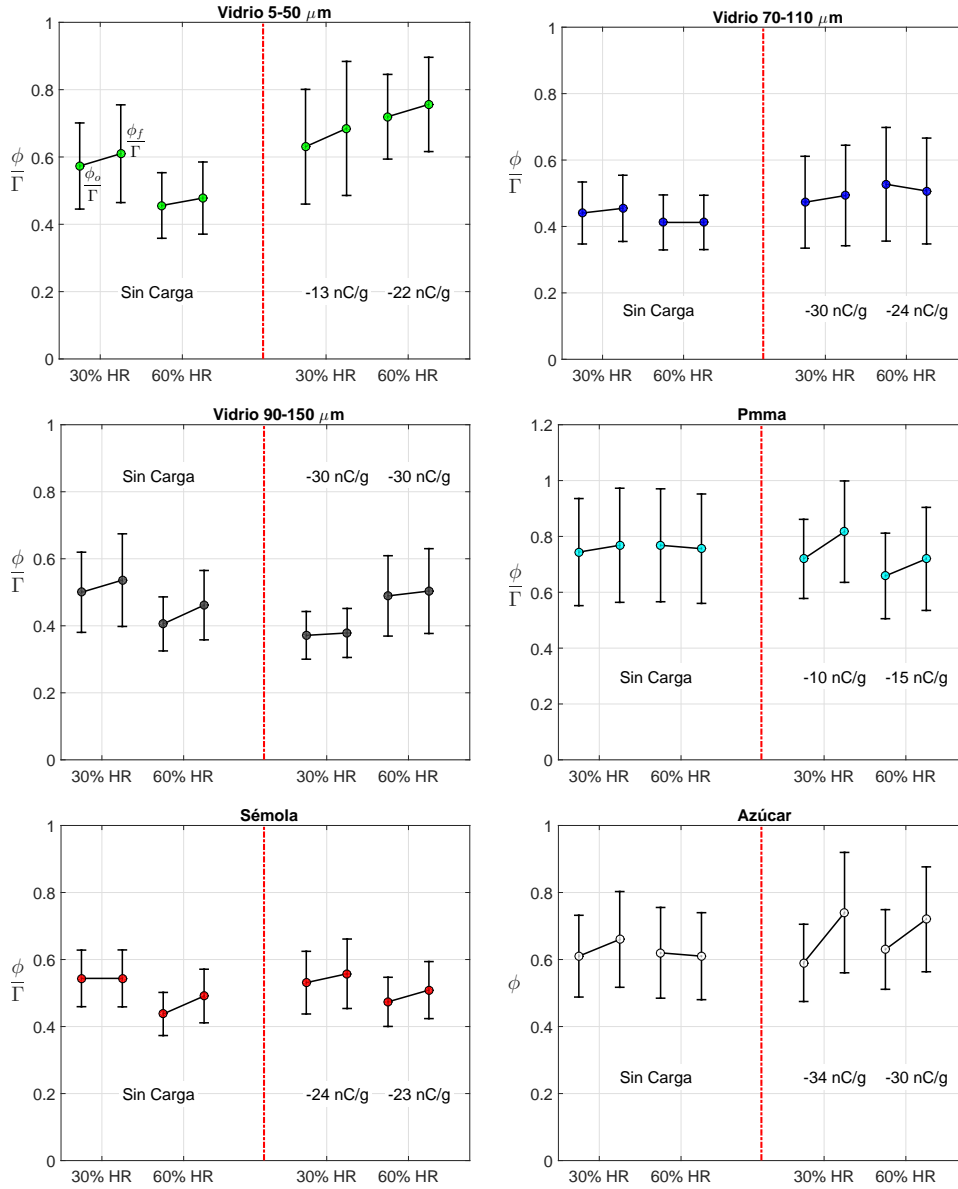 Vidrio 5-50 μm
1
0.8
0.6
0.4
0.2
0
ϕ/Γ
ϕo/Γ
ϕf/Γ
Sin Carga
-13 nC/g -22 nC/g
30% HR 60% HR 30% HR 60% HR
Vidrio 70-110 μm
1
0.8
0.6
0.4
0.2
0
ϕ/Γ
Sin Carga
-30 nC/g -24 nC/g
30% HR 60% HR 30% HR 60% HR
Vidrio 90-150 μm
1
0.8
0.6
0.4
0.2
0
ϕ/Γ
Sin Carga
-30 nC/g -30 nC/g
30% HR 60% HR 30% HR 60% HR
Pmma
1.2
1
0.8
0.6
0.4
0.2
0
ϕ/Γ
Sin Carga
-10 nC/g -15 nC/g
30% HR 60% HR 30% HR 60% HR
Sémola
1
0.8
0.6
0.4
0.2
0
ϕ/Γ
Sin Carga
-24 nC/g -23 nC/g
30% HR 60% HR 30% HR 60% HR
Azúcar
1
0.8
0.6
0.4
0.2
0
ϕ
Sin Carga
-34 nC/g -30 nC/g
30% HR 60% HR 30% HR 60% HR